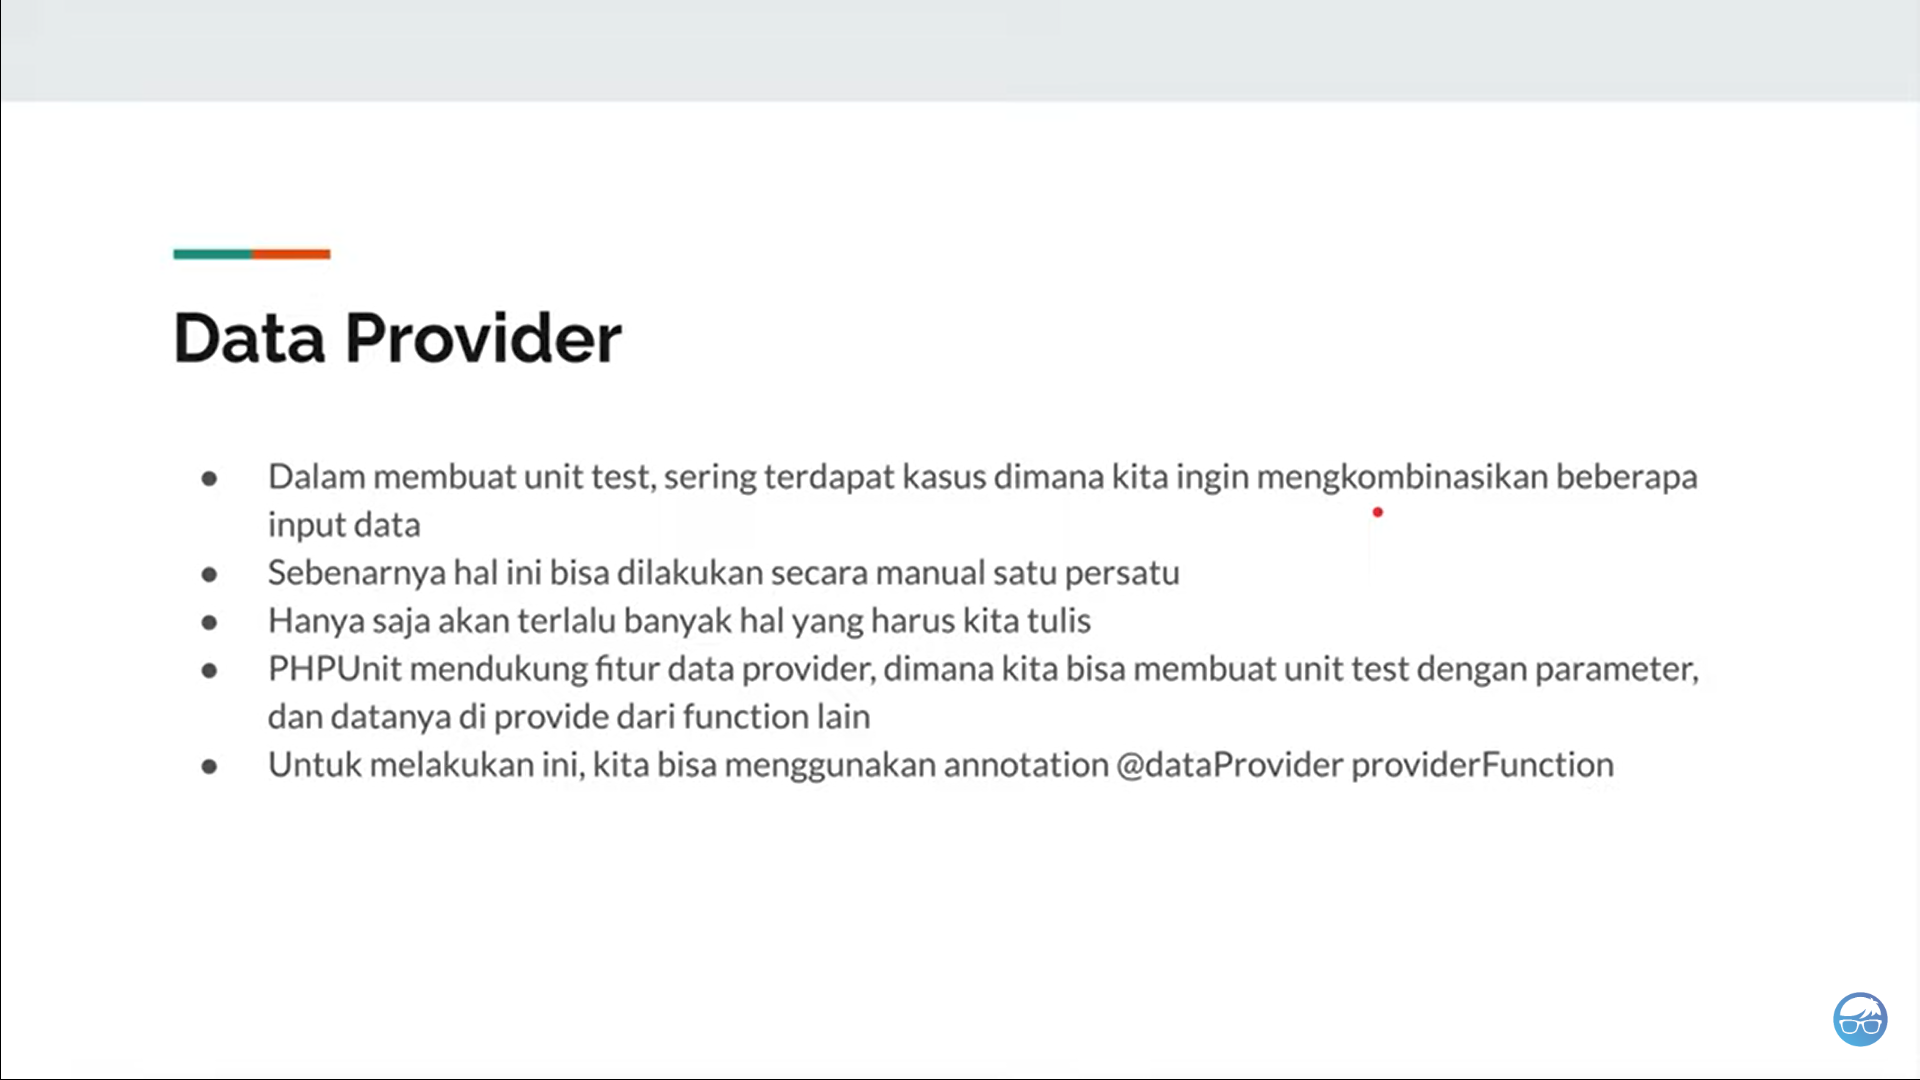 Data Provider
● Dalam membuat unit test, sering terdapat kasus dimana kita ingin mengkombinasikan beberapa
input data
● Sebenarnya hal ini bisa dilakukan secara manual satu persatu
● Hanya saja akan terlalu banyak hal yang harus kita tulis
● PHPUnit mendukung fitur data provider, dimana kita bisa membuat unit test dengan parameter,
dan datanya di provide dari function lain
● Untuk melakukan ini, kita bisa menggunakan annotation @dataProvider providerFunction